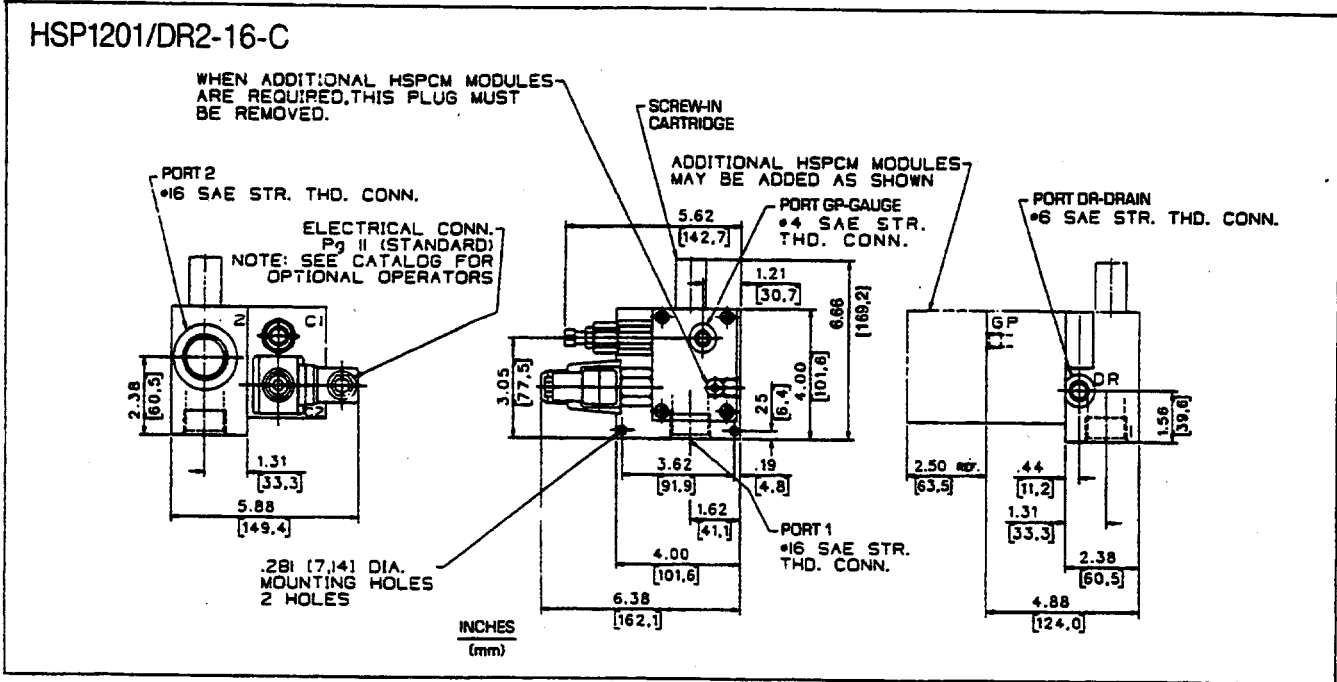 HSP1201/DR2-16-C
WHEN ADDITIONAL HSPCM MODULES
ARE REQUIRED, THIS PLUG MUST
BE REMOVED.
SCREW-IN
CARTRIDGE
ADDITIONAL HSPCM MODULES
MAY BE ADDED AS SHOWN
PORT 2
#16 SAE STR. THD. CONN.
PORT GP-GAUGE
#4 SAE STR.
THD. CONN.
PORT DR-DRAIN
#6 SAE STR. THD. CONN.
ELECTRICAL CONN.
Pg 11 (STANDARD)
NOTE: SEE CATALOG FOR
OPTIONAL OPERATORS
5.62
[142,7]
1.21
[30,7]
6.66
[169,2]
2
C1
C2
GP
DR
1
2.38
[60,5]
3.05
[77,5]
.25
[6,4]
4.00
[101,6]
1.56
[39,6]
1.31
[33,3]
5.88
[149,4]
3.62
[91,9]
.19
[4,8]
1.62
[41,1]
4.00
[101,6]
6.38
[162,1]
2.50 REF.
[63,5]
.44
[11,2]
1.31
[33,3]
2.38
[60,5]
4.88
[124,0]
PORT 1
#16 SAE STR.
THD. CONN.
.281 [7,14] DIA.
MOUNTING HOLES
2 HOLES
INCHES
(mm)